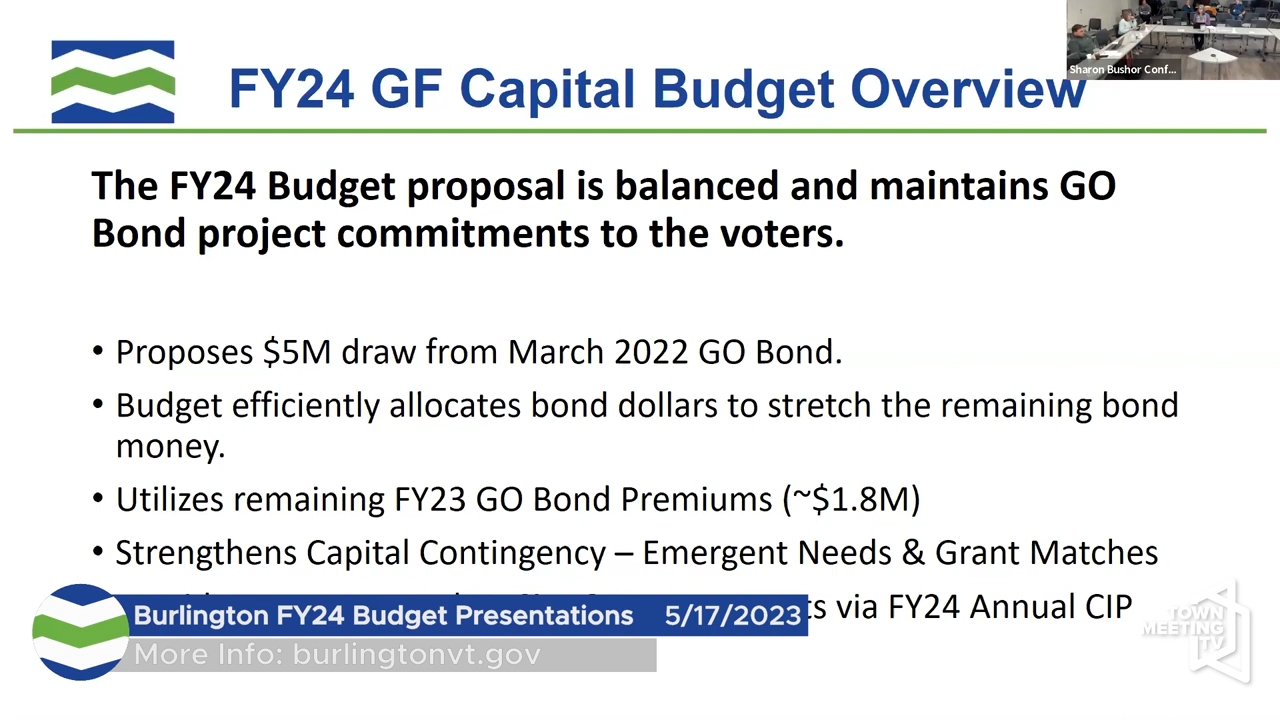 FY24 GF Capital Budget Overview
Sharon Bushor Conf...
The FY24 Budget proposal is balanced and maintains GO
Bond project commitments to the voters.
• Proposes $5M draw from March 2022 GO Bond.
• Budget efficiently allocates bond dollars to stretch the remaining bond
money.
• Utilizes remaining FY23 GO Bond Premiums (~$1.8M)
• Strengthens Capital Contingency – Emergent Needs & Grant Matches
via FY24 Annual CIP
Burlington FY24 Budget Presentations 5/17/2023
More Info: burlingtonvt.gov
TOWN
MEETING
TV